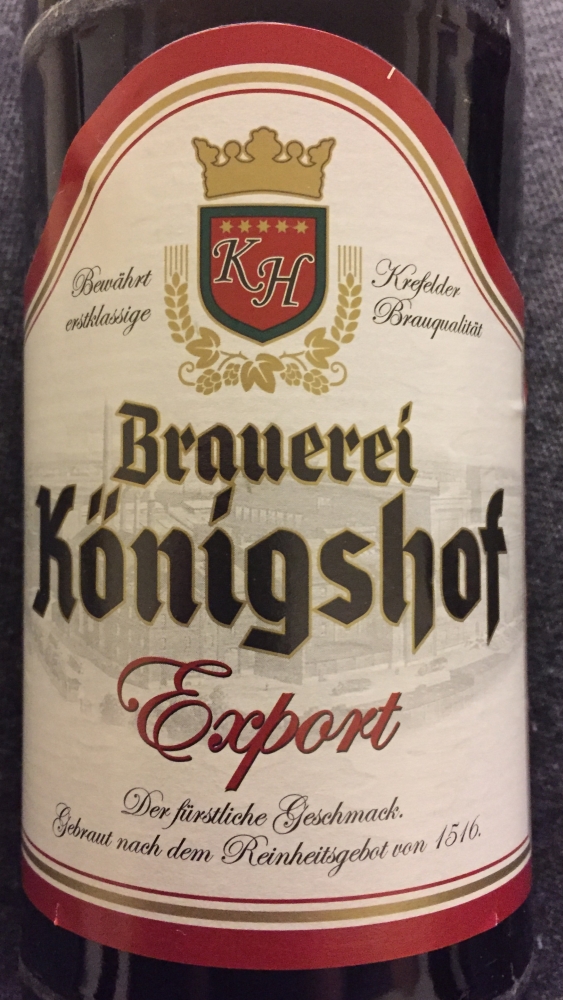 KH
Bewährt
erstklassige
Krefelder
Brauqualität
Brauerei
Königshof
Export
Der fürstliche Geschmack.
Gebraut nach dem Reinheitsgebot von 1516.